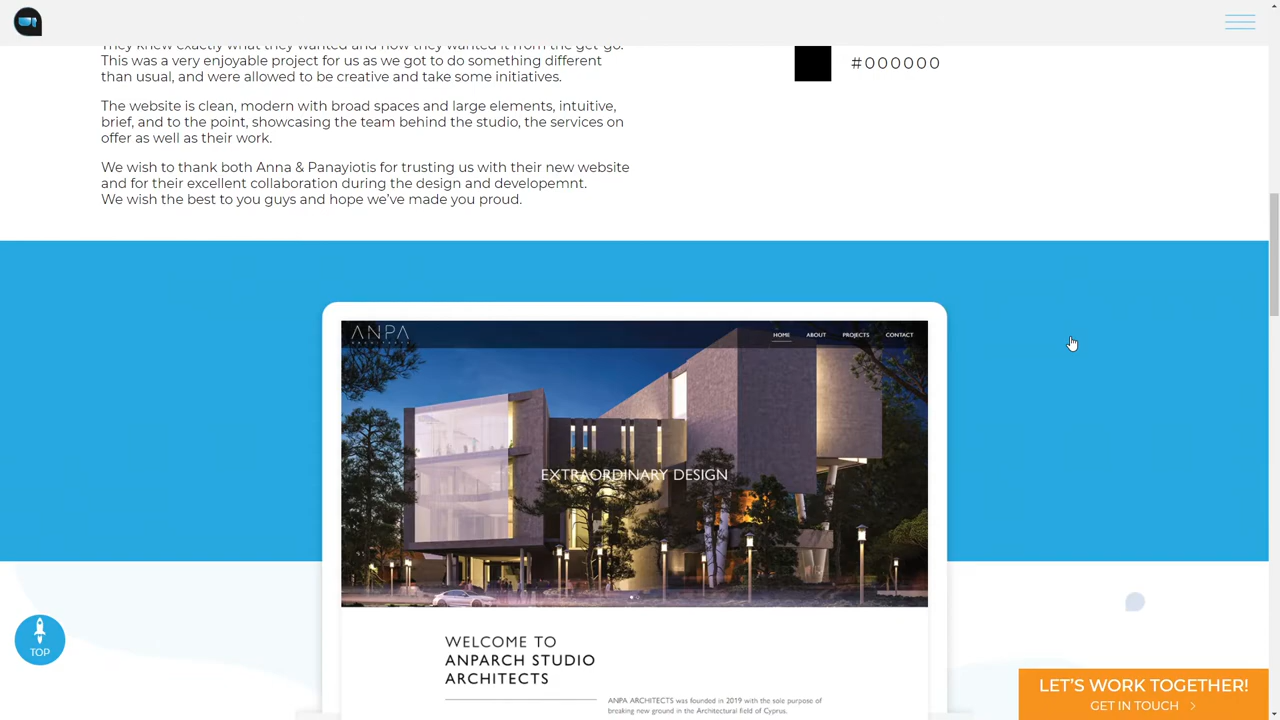 They knew exactly what they wanted and how they wanted it from the get-go.
This was a very enjoyable project for us as we got to do something different
than usual, and were allowed to be creative and take some initiatives.
#000000
The website is clean, modern with broad spaces and large elements, intuitive,
brief, and to the point, showcasing the team behind the studio, the services on
offer as well as their work.
We wish to thank both Anna & Panayiotis for trusting us with their new website
and for their excellent collaboration during the design and developemnt.
We wish the best to you guys and hope we've made you proud.
ANPA
ARCHITECTS
HOME ABOUT PROJECTS CONTACT
EXTRAORDINARY DESIGN
WELCOME TO
ANPARCH STUDIO
ARCHITECTS
ANPA ARCHITECTS was founded in 2019 with the sole purpose of
breaking new ground in the Architectural field of Cyprus.
TOP
LET'S WORK TOGETHER!
GET IN TOUCH